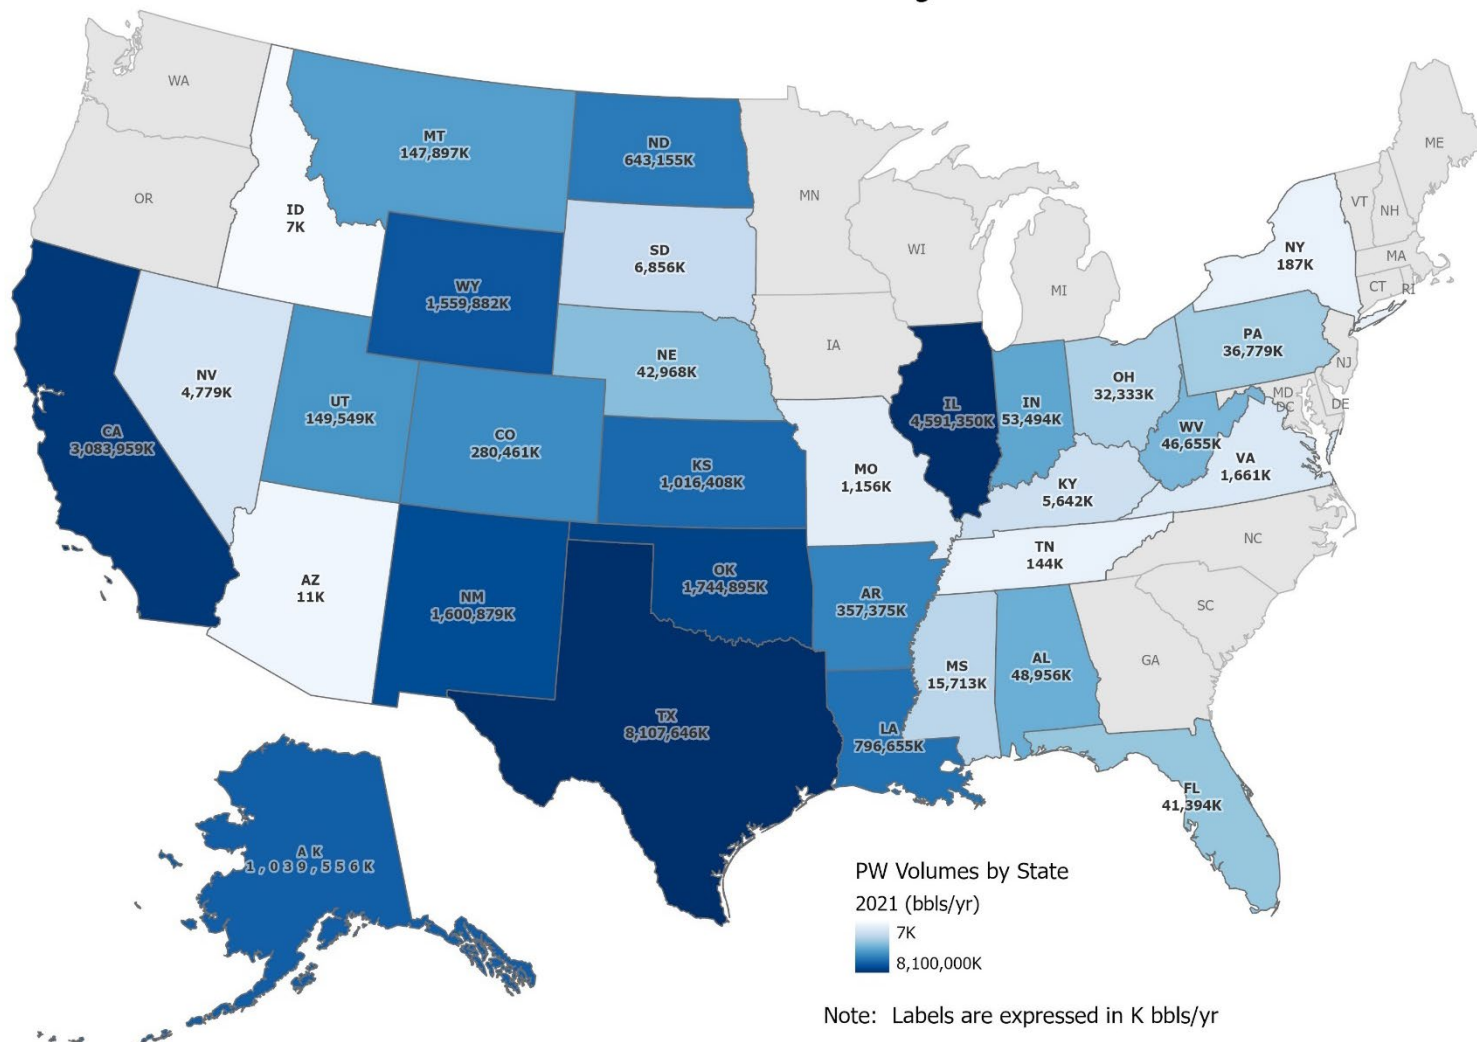 WA
MT
147,897K
ND
643,155K
MN
ME
OR
ID
7K
VT
NH
WI
SD
6,856K
NY
187K
MA
CT
RI
MI
WY
1,559,882K
IA
NE
42,968K
PA
36,779K
NJ
NV
4,779K
UT
149,549K
OH
32,333K
MD
DC
DE
IL
4,591,350K
IN
53,494K
CA
3,083,959K
CO
280,461K
WV
46,655K
KS
1,016,408K
MO
1,156K
VA
1,661K
KY
5,642K
NC
TN
144K
AZ
11K
OK
1,744,895K
NM
1,600,879K
AR
357,375K
SC
GA
MS
15,713K
AL
48,956K
TX
8,107,646K
LA
796,655K
FL
41,394K
AK
1,039,556K
PW Volumes by State
2021 (bbls/yr)
7K
8,100,000K
Note: Labels are expressed in K bbls/yr